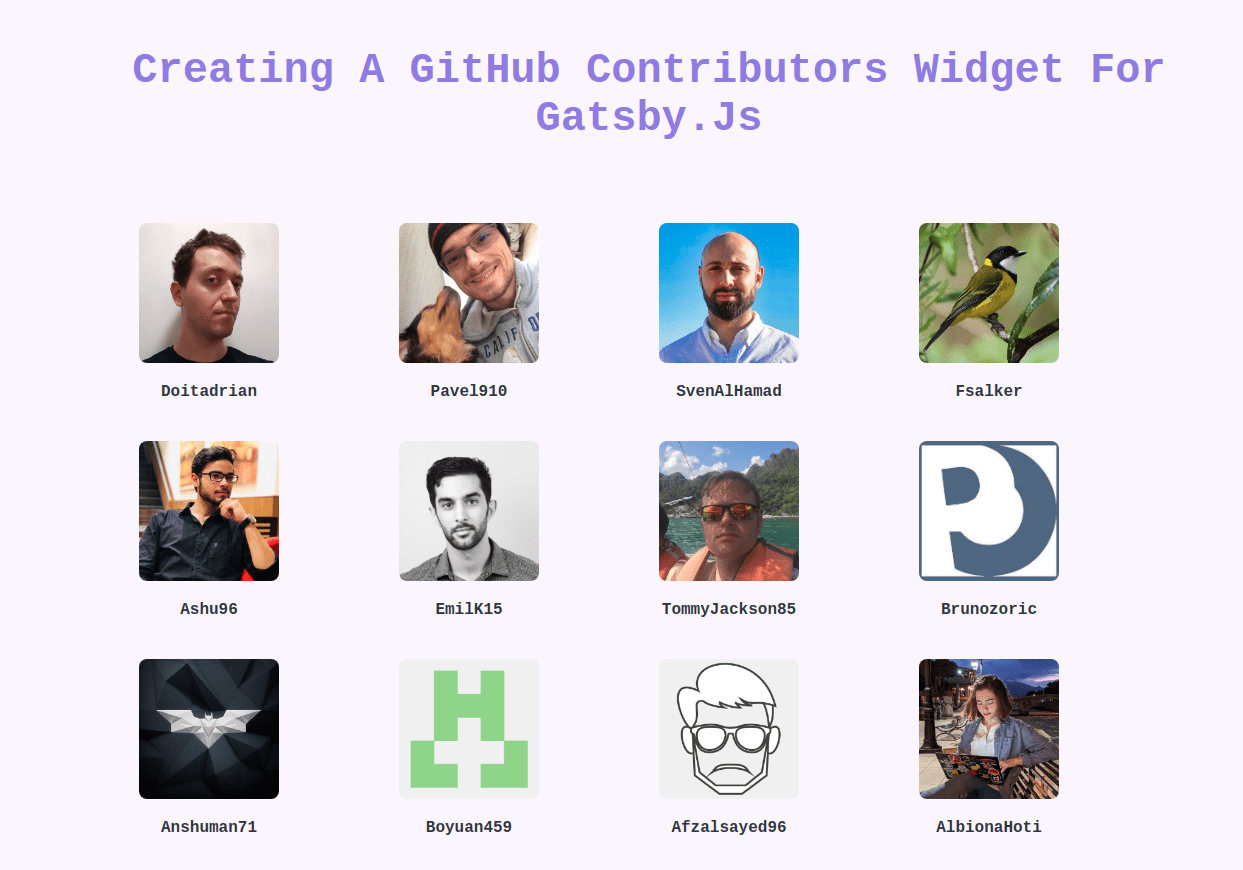 Creating A GitHub Contributors Widget For
Gatsby.Js
Doitadrian
Pavel910
SvenAlHamad
Fsalker
Ashu96
EmilK15
TommyJackson85
Brunozoric
Anshuman71
Boyuan459
Afzalsayed96
AlbionaHoti